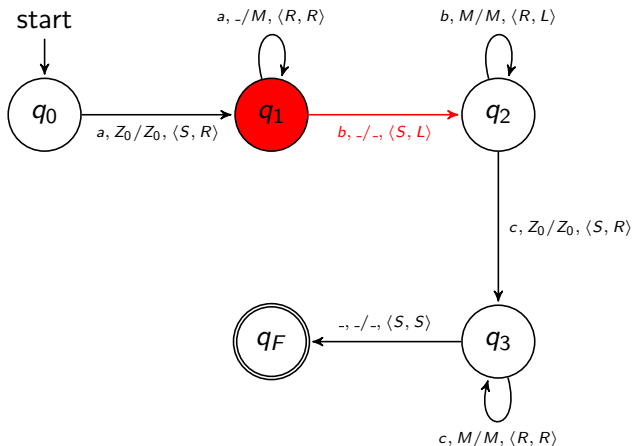 start
a, _/M, ⟨R, R⟩
b, M/M, ⟨R, L⟩
q0
q1
q2
a, Z0/Z0, ⟨S, R⟩
b, _/_, ⟨S, L⟩
c, Z0/Z0, ⟨S, R⟩
qF
_, _/_, ⟨S, S⟩
q3
c, M/M, ⟨R, R⟩